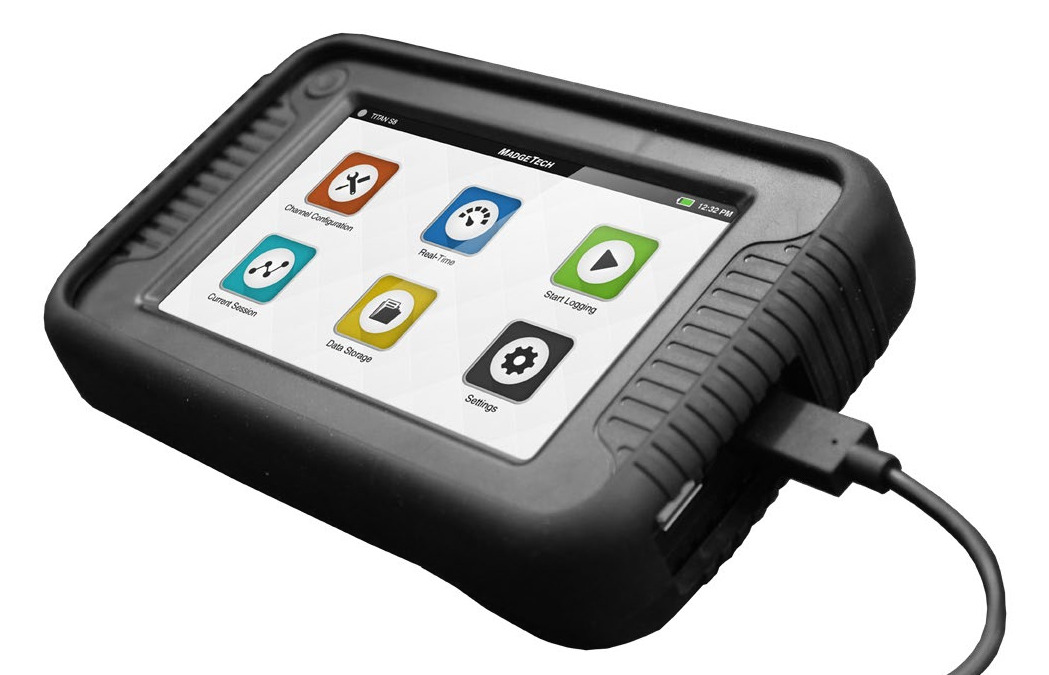 TITAN S8
MADGETECH
12:32 PM
Channel Configuration
Real-Time
Start Logging
Current Session
Data Storage
Settings